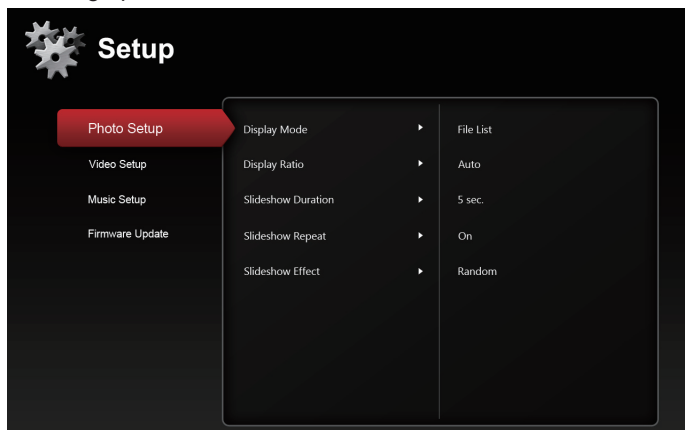 Setup
Photo Setup
Video Setup
Music Setup
Firmware Update
Display Mode File List
Display Ratio Auto
Slideshow Duration 5 sec.
Slideshow Repeat On
Slideshow Effect Random